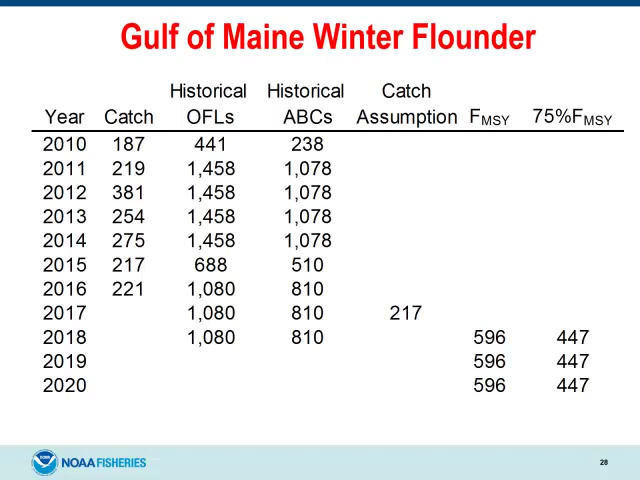 Gulf of Maine Winter Flounder
Historical Historical Catch
Year Catch OFLs ABCs Assumption FMSY 75%FMSY
2010 187 441 238
2011 219 1,458 1,078
2012 381 1,458 1,078
2013 254 1,458 1,078
2014 275 1,458 1,078
2015 217 688 510
2016 221 1,080 810
2017 1,080 810 217
2018 1,080 810 596 447
2019 596 447
2020 596 447
NOAA FISHERIES
28